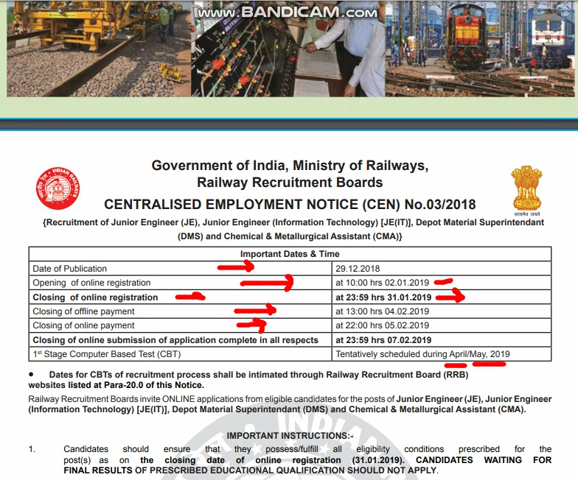 WWW.BANDICAM.COM
Government of India, Ministry of Railways,
Railway Recruitment Boards
CENTRALISED EMPLOYMENT NOTICE (CEN) No.03/2018
{Recruitment of Junior Engineer (JE), Junior Engineer (Information Technology) [JE(IT)], Depot Material Superintendant
(DMS) and Chemical & Metallurgical Assistant (CMA)}
Important Dates & Time
Date of Publication 29.12.2018
Opening of online registration at 10:00 hrs 02.01.2019
Closing of online registration at 23:59 hrs 31.01.2019
Closing of offline payment at 13:00 hrs 04.02.2019
Closing of online payment at 22:00 hrs 05.02.2019
Closing of online submission of application complete in all respects at 23:59 hrs 07.02.2019
1st Stage Computer Based Test (CBT) Tentatively scheduled during April/May, 2019
• Dates for CBTs of recruitment process shall be intimated through Railway Recruitment Board (RRB)
websites listed at Para-20.0 of this Notice.
Railway Recruitment Boards invite ONLINE applications from eligible candidates for the posts of Junior Engineer (JE), Junior Engineer
(Information Technology) [JE(IT)], Depot Material Superintendant (DMS) and Chemical & Metallurgical Assistant (CMA).
IMPORTANT INSTRUCTIONS:-
1. Candidates should ensure that they possess/fulfill all eligibility conditions prescribed for the
post(s) as on the closing date of online registration (31.01.2019). CANDIDATES WAITING FOR
FINAL RESULTS OF PRESCRIBED EDUCATIONAL QUALIFICATION SHOULD NOT APPLY.